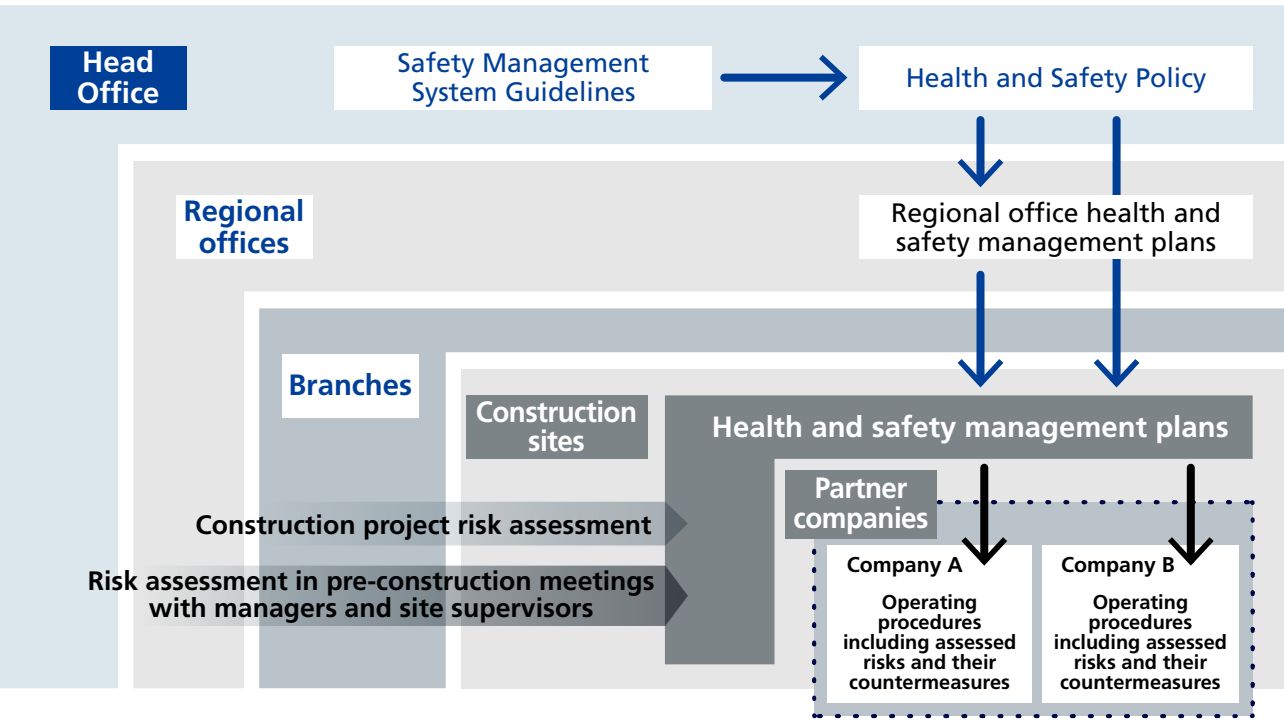 Head
Office
Safety Management
System Guidelines
Health and Safety Policy
Regional
offices
Regional office health and
safety management plans
Branches
Construction
sites
Health and safety management plans
Partner
companies
Construction project risk assessment
Risk assessment in pre-construction meetings
with managers and site supervisors
Company A
Operating
procedures
including assessed
risks and their
countermeasures
Company B
Operating
procedures
including assessed
risks and their
countermeasures